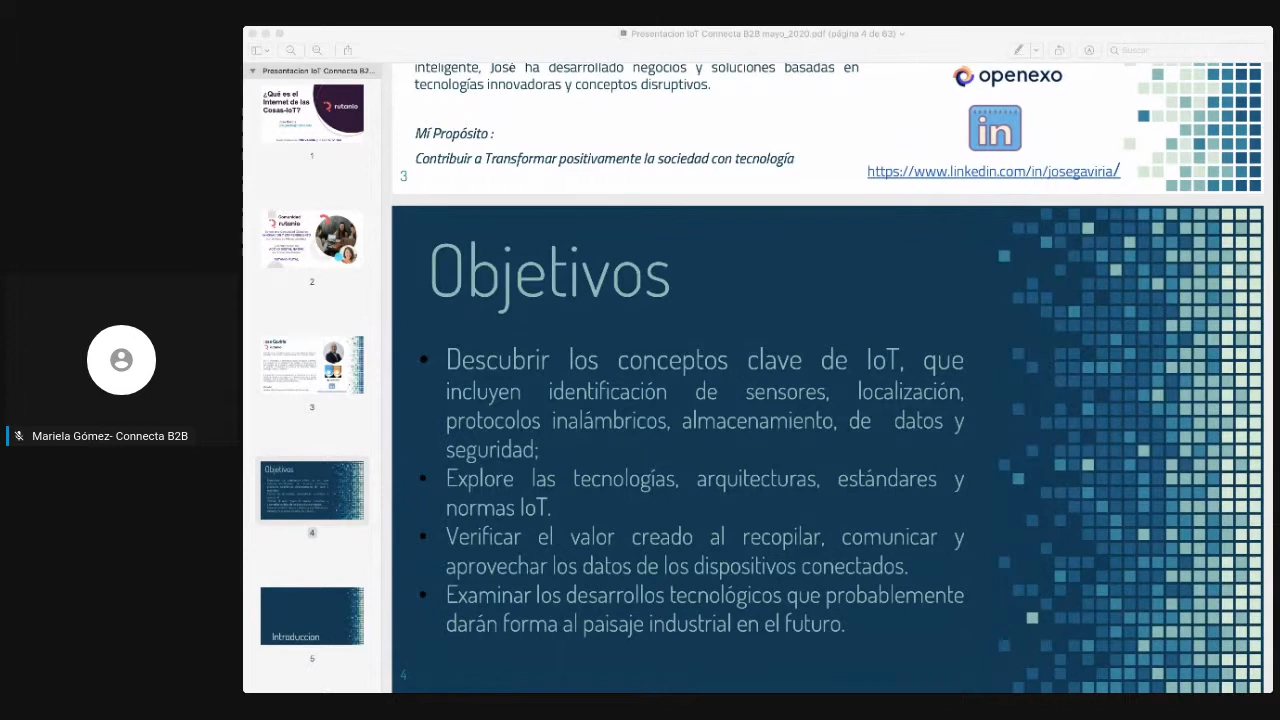 Presentacion IoT Connecta B2B mayo_2020.pdf (página 4 de 63)
Buscar
Presentacion IoT Connecta B2...
¿Qué es el
Internet de las
Cosas-IoT?
rutanio
1
Comunidad
rutanio
2
3
Objetivos
4
Introduccion
5
inteligente, José ha desarrollado negocios y soluciones basadas en
tecnologías innovadoras y conceptos disruptivos.
Mí Propósito :
Contribuir a Transformar positivamente la sociedad con tecnología
3
openexo
in
https://www.linkedin.com/in/josegaviria/
Objetivos
• Descubrir los conceptos clave de IoT, que
incluyen identificación de sensores, localización,
protocolos inalámbricos, almacenamiento, de datos y
seguridad;
• Explore las tecnologías, arquitecturas, estándares y
normas IoT.
• Verificar el valor creado al recopilar, comunicar y
aprovechar los datos de los dispositivos conectados.
• Examinar los desarrollos tecnológicos que probablemente
darán forma al paisaje industrial en el futuro.
4
Mariela Gómez- Connecta B2B